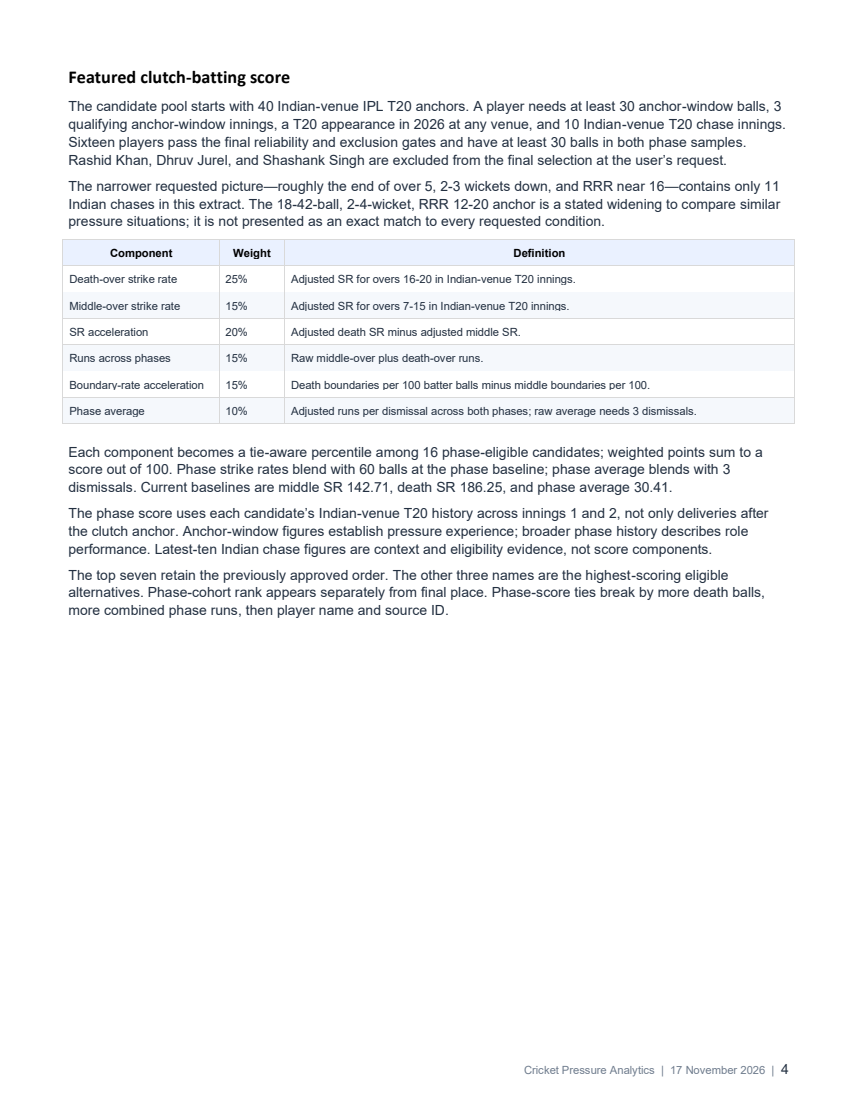 Featured clutch-batting score
The candidate pool starts with 40 Indian-venue IPL T20 anchors. A player needs at least 30 anchor-window balls, 3
qualifying anchor-window innings, a T20 appearance in 2026 at any venue, and 10 Indian-venue T20 chase innings.
Sixteen players pass the final reliability and exclusion gates and have at least 30 balls in both phase samples.
Rashid Khan, Dhruv Jurel, and Shashank Singh are excluded from the final selection at the user’s request.
The narrower requested picture—roughly the end of over 5, 2-3 wickets down, and RRR near 16—contains only 11
Indian chases in this extract. The 18-42-ball, 2-4-wicket, RRR 12-20 anchor is a stated widening to compare similar
pressure situations; it is not presented as an exact match to every requested condition.
Component Weight Definition
Death-over strike rate 25% Adjusted SR for overs 16-20 in Indian-venue T20 innings.
Middle-over strike rate 15% Adjusted SR for overs 7-15 in Indian-venue T20 innings.
SR acceleration 20% Adjusted death SR minus adjusted middle SR.
Runs across phases 15% Raw middle-over plus death-over runs.
Boundary-rate acceleration 15% Death boundaries per 100 batter balls minus middle boundaries per 100.
Phase average 10% Adjusted runs per dismissal across both phases; raw average needs 3 dismissals.
Each component becomes a tie-aware percentile among 16 phase-eligible candidates; weighted points sum to a
score out of 100. Phase strike rates blend with 60 balls at the phase baseline; phase average blends with 3
dismissals. Current baselines are middle SR 142.71, death SR 186.25, and phase average 30.41.
The phase score uses each candidate’s Indian-venue T20 history across innings 1 and 2, not only deliveries after
the clutch anchor. Anchor-window figures establish pressure experience; broader phase history describes role
performance. Latest-ten Indian chase figures are context and eligibility evidence, not score components.
The top seven retain the previously approved order. The other three names are the highest-scoring eligible
alternatives. Phase-cohort rank appears separately from final place. Phase-score ties break by more death balls,
more combined phase runs, then player name and source ID.
Cricket Pressure Analytics | 17 November 2026 | 4